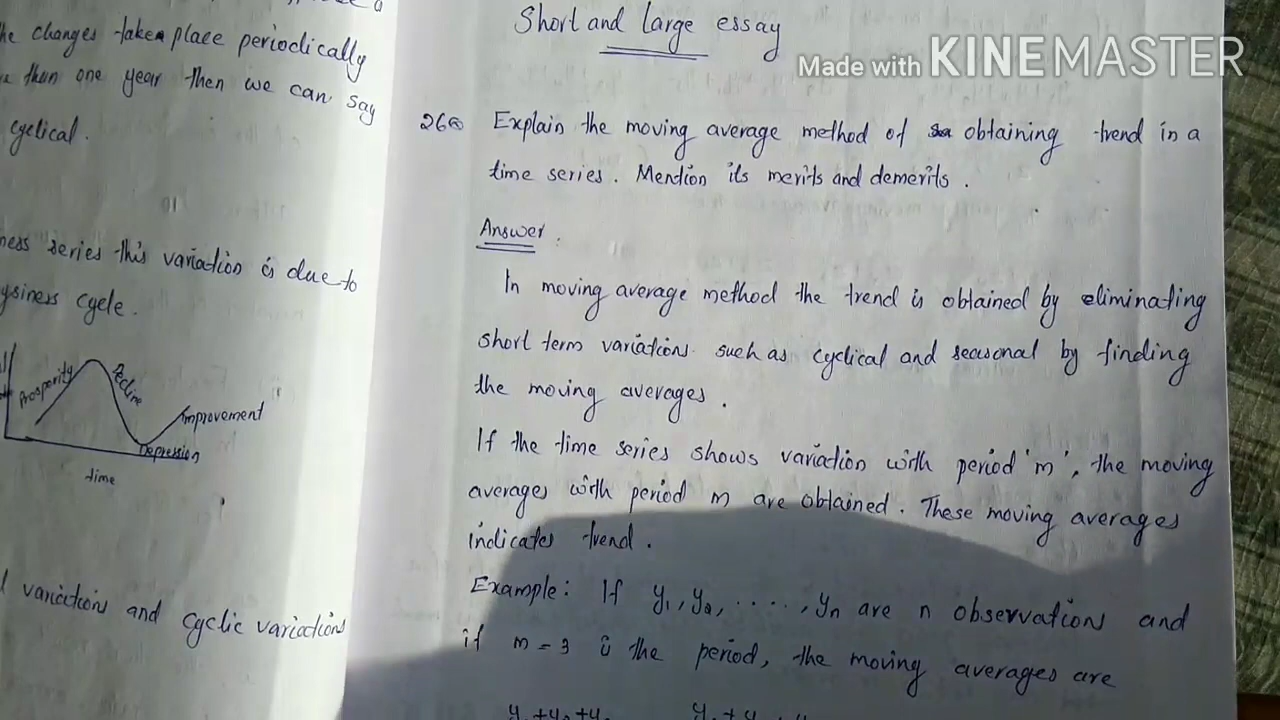 he changes taken place periodically
than one year then we can say
cyclical.
ness series this variation is due to
usiness cycle.
Prosperity
Decline
Improvement
Depression
time
variations and cyclic variations
Short and large essay
Made with KINEMASTER
26 Explain the moving average method of obtaining trend in a
time series. Mention its merits and demerits.
Answer:
In moving average method the trend is obtained by eliminating
short term variations such as cyclical and seasonal by finding
the moving averages.
If the time series shows variation with period 'm', the moving
averages with period m are obtained. These moving averages
indicates trend.
Example: If y₁, y₂, ....., yn are n observations and
if m = 3 is the period, the moving averages are